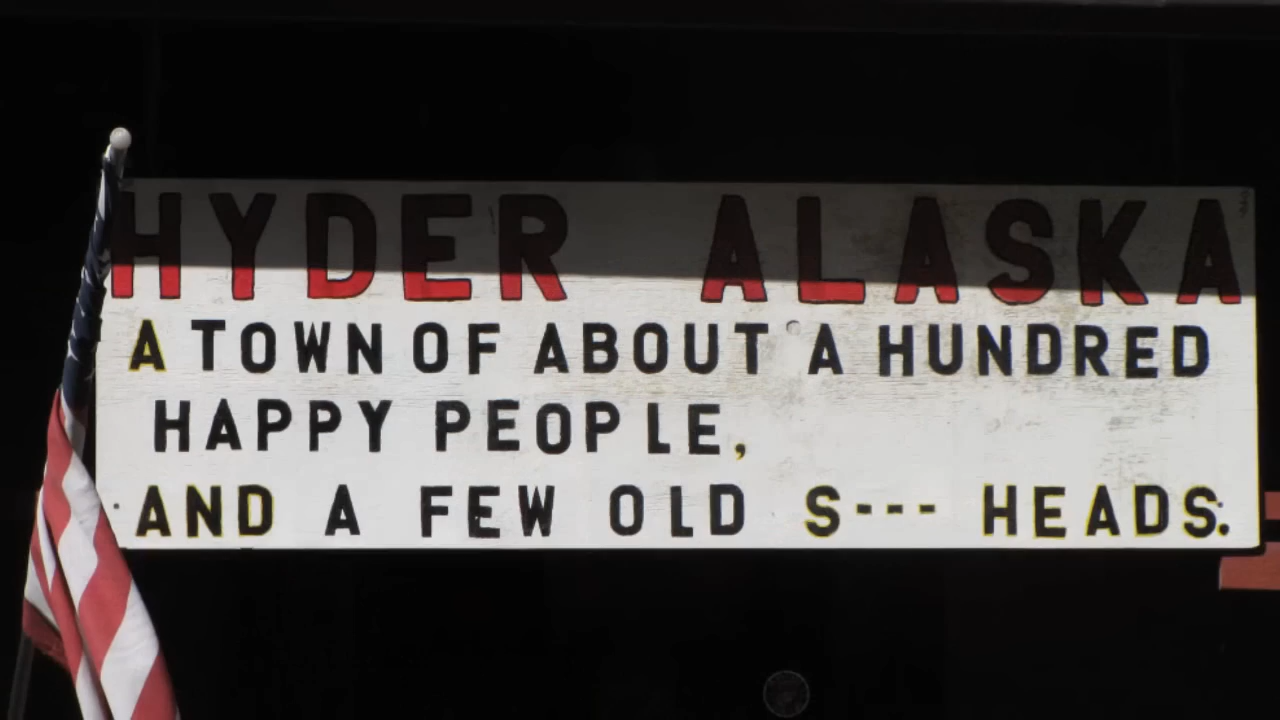 HYDER ALASKA
A TOWN OF ABOUT A HUNDRED
HAPPY PEOPLE,
AND A FEW OLD S--- HEADS.